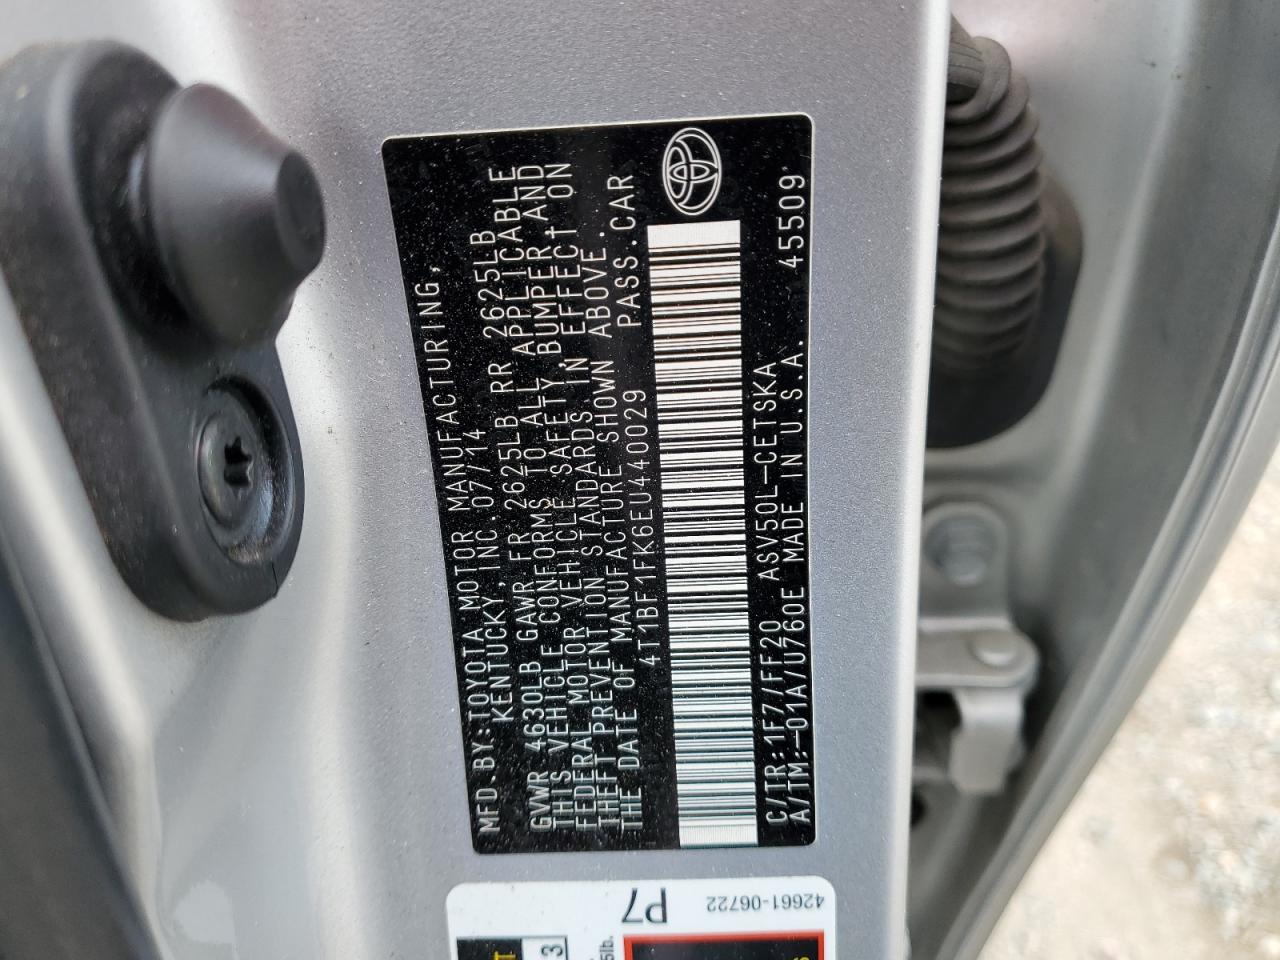 MFD.BY:TOYOTA MOTOR MANUFACTURING,
KENTUCKY, INC. 07/14
GVWR 4630LB GAWR FR 2625LB RR 2625LB
THIS VEHICLE CONFORMS TO ALL APPLICABLE
FEDERAL MOTOR VEHICLE SAFETY, BUMPER, AND
THEFT PREVENTION STANDARDS IN EFFECT ON
THE DATE OF MANUFACTURE SHOWN ABOVE.
4T1BF1FK6EU440029 PASS.CAR
C/TR:1F7/FF20 ASV50L-CETSKA
A/TM:-01A/U760E MADE IN U.S.A. 45509
P7
42661-06722
3